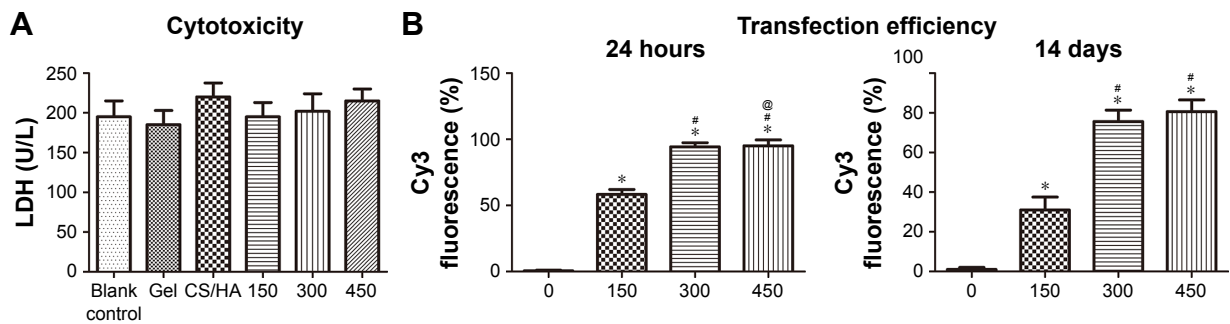 A
Cytotoxicity
LDH (U/L)
250
200
150
100
50
0
Blank control
Gel
CS/HA
150
300
450
B
Transfection efficiency
24 hours
Cy3
fluorescence (%)
150
100
50
0
*
#
*
@
#
*
0
150
300
450
14 days
Cy3
fluorescence (%)
100
80
60
40
20
0
*
#
*
#
*
0
150
300
450